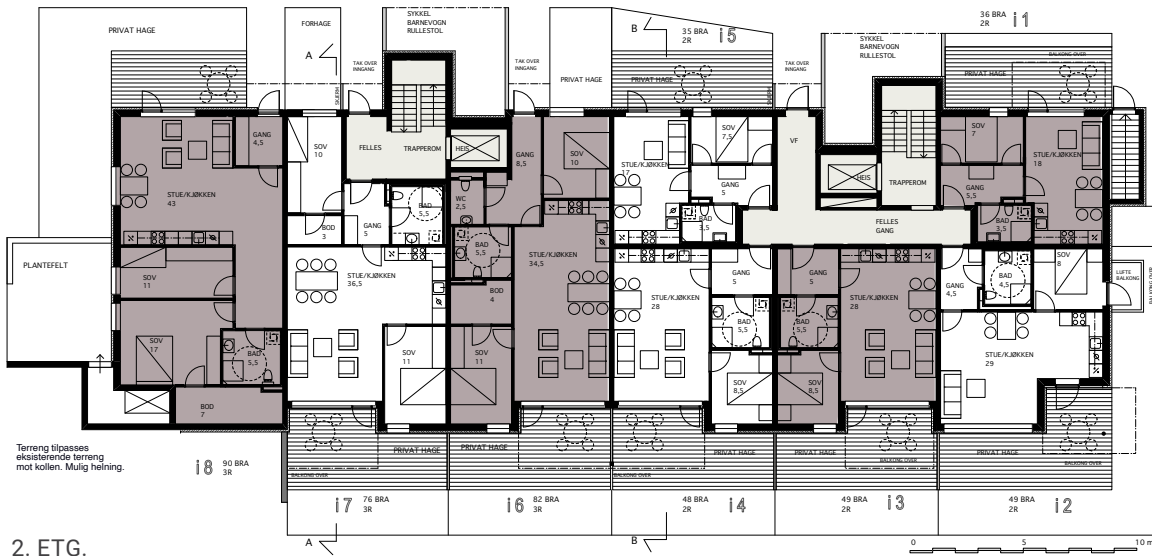 PRIVAT HAGE
FORHAGE
SYKKEL
BARNEVOGN
RULLESTOL
B
35 BRA
2R
i5
SYKKEL
BARNEVOGN
RULLESTOL
36 BRA
2R
i1
A
TAK OVER
INNGANG
TAK OVER
INNGANG
PRIVAT HAGE
PRIVAT HAGE
TAK OVER
INNGANG
BALKONG OVER
PRIVAT HAGE
SKJERM
SKJERM
GANG
4,5
SOV
10
FELLES
TRAPPEROM
HEIS
GANG
8,5
SOV
10
STUE/KJØKKEN
17
SOV
7,5
VF
HEIS
TRAPPEROM
SOV
7
STUE/KJØKKEN
18
STUE/KJØKKEN
43
WC
2,5
GANG
5
GANG
5,5
BOD
3
GANG
5
BAD
5,5
BAD
3,5
FELLES
GANG
BAD
3,5
PLANTEFELT
SOV
11
STUE/KJØKKEN
36,5
BAD
5,5
STUE/KJØKKEN
34,5
GANG
5
GANG
5
GANG
4,5
BAD
4,5
SOV
8
LUFTE
BALKONG
BALKONG OVER
BOD
4
STUE/KJØKKEN
28
STUE/KJØKKEN
28
SOV
17
BAD
5,5
SOV
11
SOV
11
BAD
5,5
BAD
5,5
STUE/KJØKKEN
29
SOV
8,5
SOV
8,5
BOD
7
Terreng tilpasses
eksisterende terreng
mot kollen. Mulig helning.
i8
90 BRA
3R
PRIVAT HAGE
PRIVAT HAGE
PRIVAT HAGE
PRIVAT HAGE
PRIVAT HAGE
BALKONG OVER
BALKONG OVER
BALKONG OVER
BALKONG OVER
i7
76 BRA
3R
i6
82 BRA
3R
48 BRA
2R
i4
49 BRA
2R
i3
49 BRA
2R
i2
A
B
2. ETG.
0 5 10 m